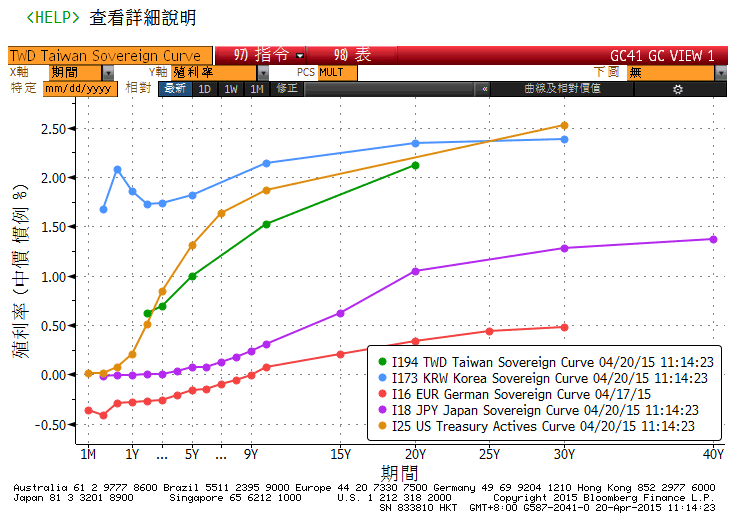 <HELP> 查看詳細說明
TWD Taiwan Sovereign Curve 97) 指令 98) 表 GC41 GC VIEW 1
X軸 期間 Y軸 殖利率 PCS MULT 下圖 無
特定 mm/dd/yyyy 相對 最新 1D 1W 1M 修正 « 曲線及相對價值
殖利率 (中價 慣例 %)
2.50
2.00
1.50
1.00
0.50
0.00
-0.50
I194 TWD Taiwan Sovereign Curve 04/20/15 11:14:23
I173 KRW Korea Sovereign Curve 04/20/15 11:14:23
I16 EUR German Sovereign Curve 04/17/15
I18 JPY Japan Sovereign Curve 04/20/15 11:14:23
I25 US Treasury Actives Curve 04/20/15 11:14:23
1M 1Y ... 5Y ... 9Y 15Y 20Y 25Y 30Y 40Y
期間
Australia 61 2 9777 8600 Brazil 5511 2395 9000 Europe 44 20 7330 7500 Germany 49 69 9204 1210 Hong Kong 852 2977 6000
Japan 81 3 3201 8900 Singapore 65 6212 1000 U.S. 1 212 318 2000 Copyright 2015 Bloomberg Finance L.P.
SN 833810 HKT GMT+8:00 G587-2041-0 20-Apr-2015 11:14:23